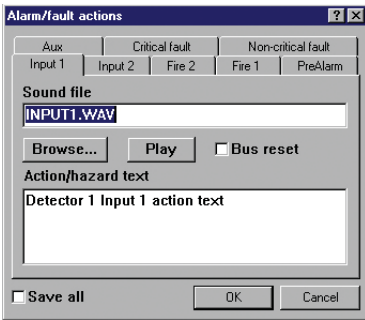 Alarm/fault actions
Aux Critical fault Non-critical fault
Input 1 Input 2 Fire 2 Fire 1 PreAlarm
Sound file
INPUT1.WAV
Browse... Play Bus reset
Action/hazard text
Detector 1 Input 1 action text
Save all OK Cancel